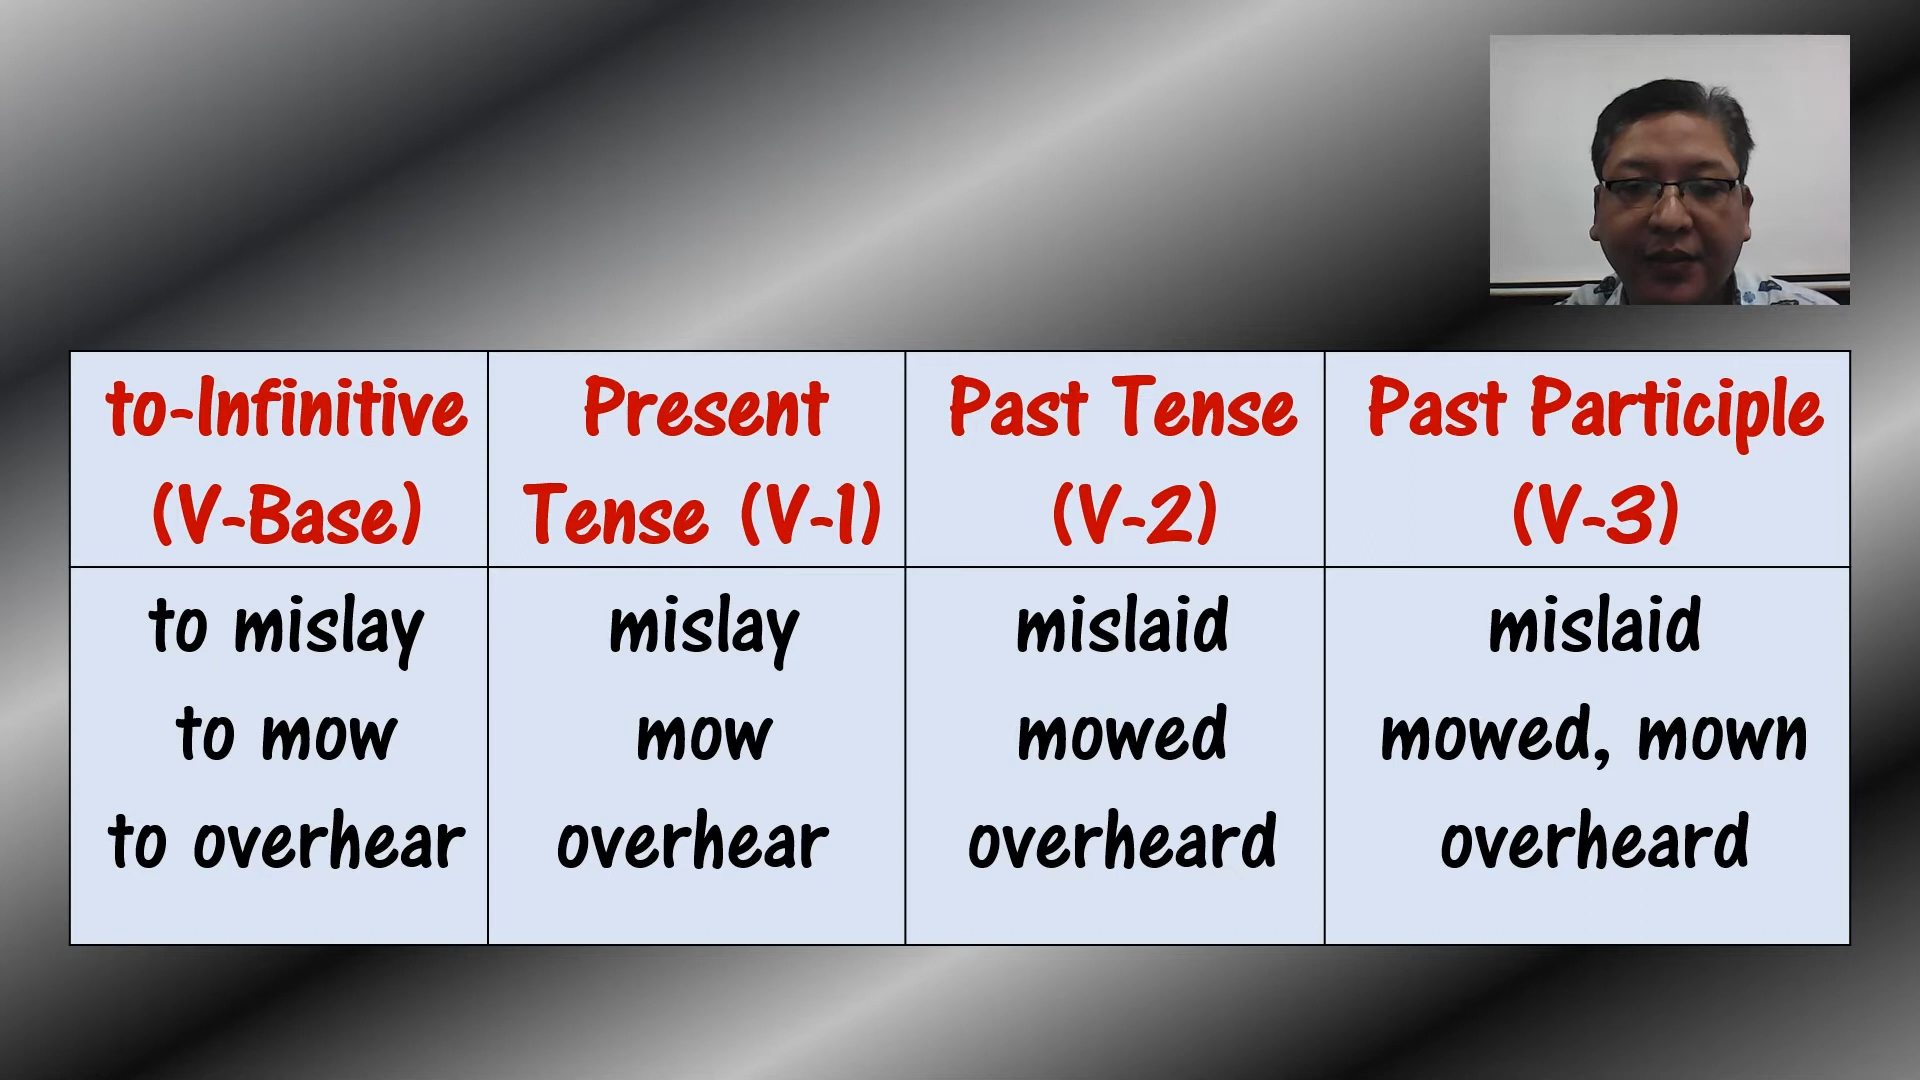 to-Infinitive (V-Base) Present Tense (V-1) Past Tense (V-2) Past Participle (V-3)
to mislay mislay mislaid mislaid
to mow mow mowed mowed, mown
to overhear overhear overheard overheard